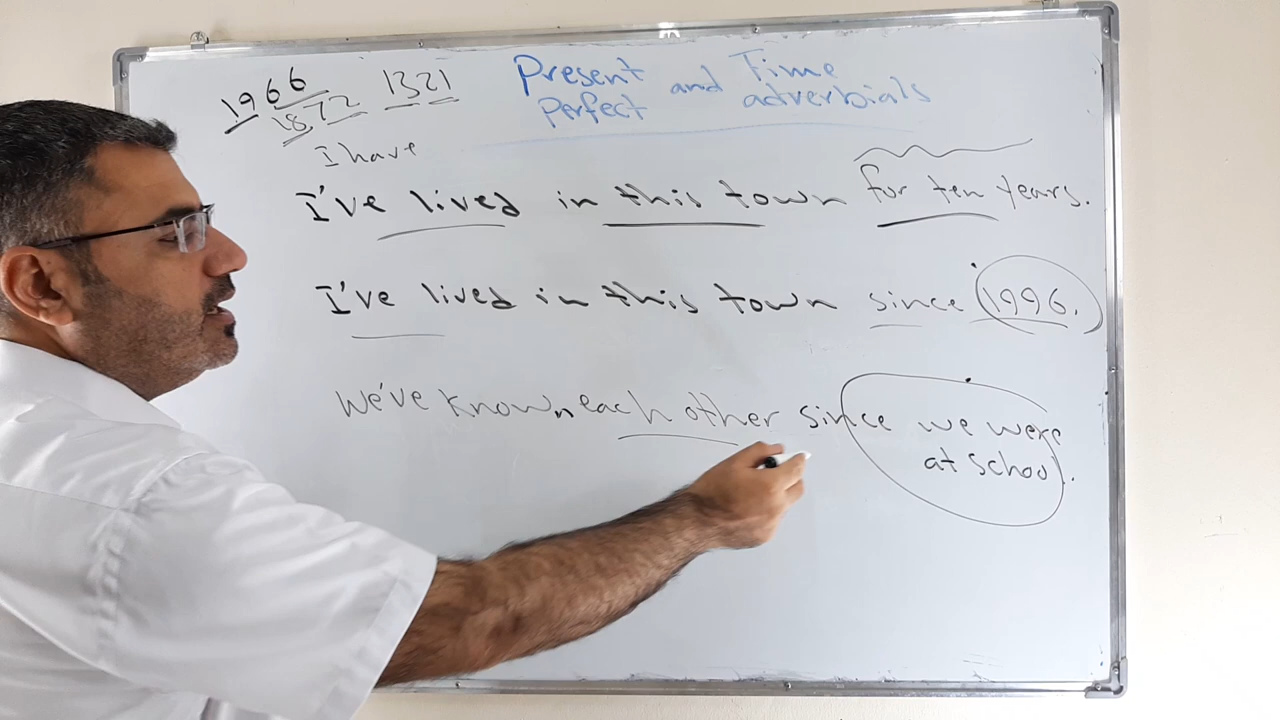 1966
1872
1321
Present and Time
Perfect adverbials
I have
I've lived in this town for ten years.
I've lived in this town since 1996.
We've known each other since we were
at school.